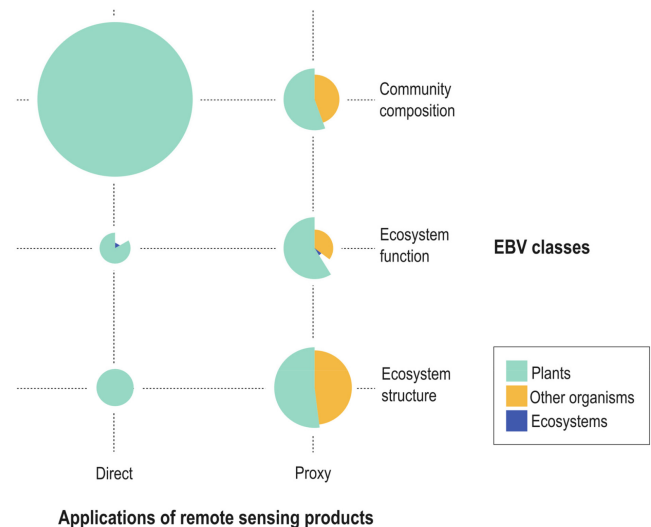 Community
composition
Ecosystem
function
EBV classes
Ecosystem
structure
Plants
Other organisms
Ecosystems
Direct
Proxy
Applications of remote sensing products